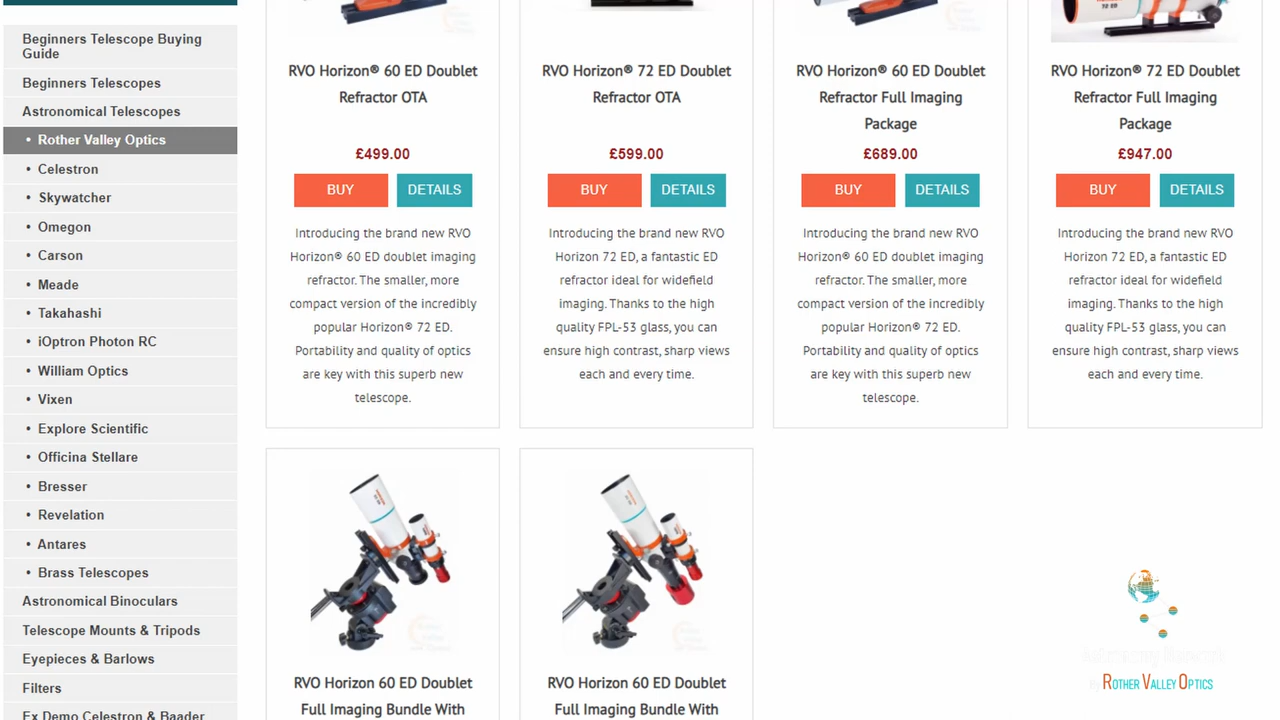 Beginners Telescope Buying
Guide
Beginners Telescopes
Astronomical Telescopes
• Rother Valley Optics
• Celestron
• Skywatcher
• Omegon
• Carson
• Meade
• Takahashi
• iOptron Photon RC
• William Optics
• Vixen
• Explore Scientific
• Officina Stellare
• Bresser
• Revelation
• Antares
• Brass Telescopes
Astronomical Binoculars
Telescope Mounts & Tripods
Eyepieces & Barlows
Filters
Ex Demo Celestron & Baader
RVO Horizon® 60 ED Doublet
Refractor OTA
£499.00
BUY DETAILS
Introducing the brand new RVO
Horizon® 60 ED doublet imaging
refractor. The smaller, more
compact version of the incredibly
popular Horizon® 72 ED.
Portability and quality of optics
are key with this superb new
telescope.
RVO Horizon® 72 ED Doublet
Refractor OTA
£599.00
BUY DETAILS
Introducing the brand new RVO
Horizon 72 ED, a fantastic ED
refractor ideal for widefield
imaging. Thanks to the high
quality FPL-53 glass, you can
ensure high contrast, sharp views
each and every time.
RVO Horizon® 60 ED Doublet
Refractor Full Imaging
Package
£689.00
BUY DETAILS
Introducing the brand new RVO
Horizon® 60 ED doublet imaging
refractor. The smaller, more
compact version of the incredibly
popular Horizon® 72 ED.
Portability and quality of optics
are key with this superb new
telescope.
72 ED
RVO Horizon® 72 ED Doublet
Refractor Full Imaging
Package
£947.00
BUY DETAILS
Introducing the brand new RVO
Horizon 72 ED, a fantastic ED
refractor ideal for widefield
imaging. Thanks to the high
quality FPL-53 glass, you can
ensure high contrast, sharp views
each and every time.
RVO Horizon 60 ED Doublet
Full Imaging Bundle With
RVO Horizon 60 ED Doublet
Full Imaging Bundle With
by ROTHER VALLEY OPTICS